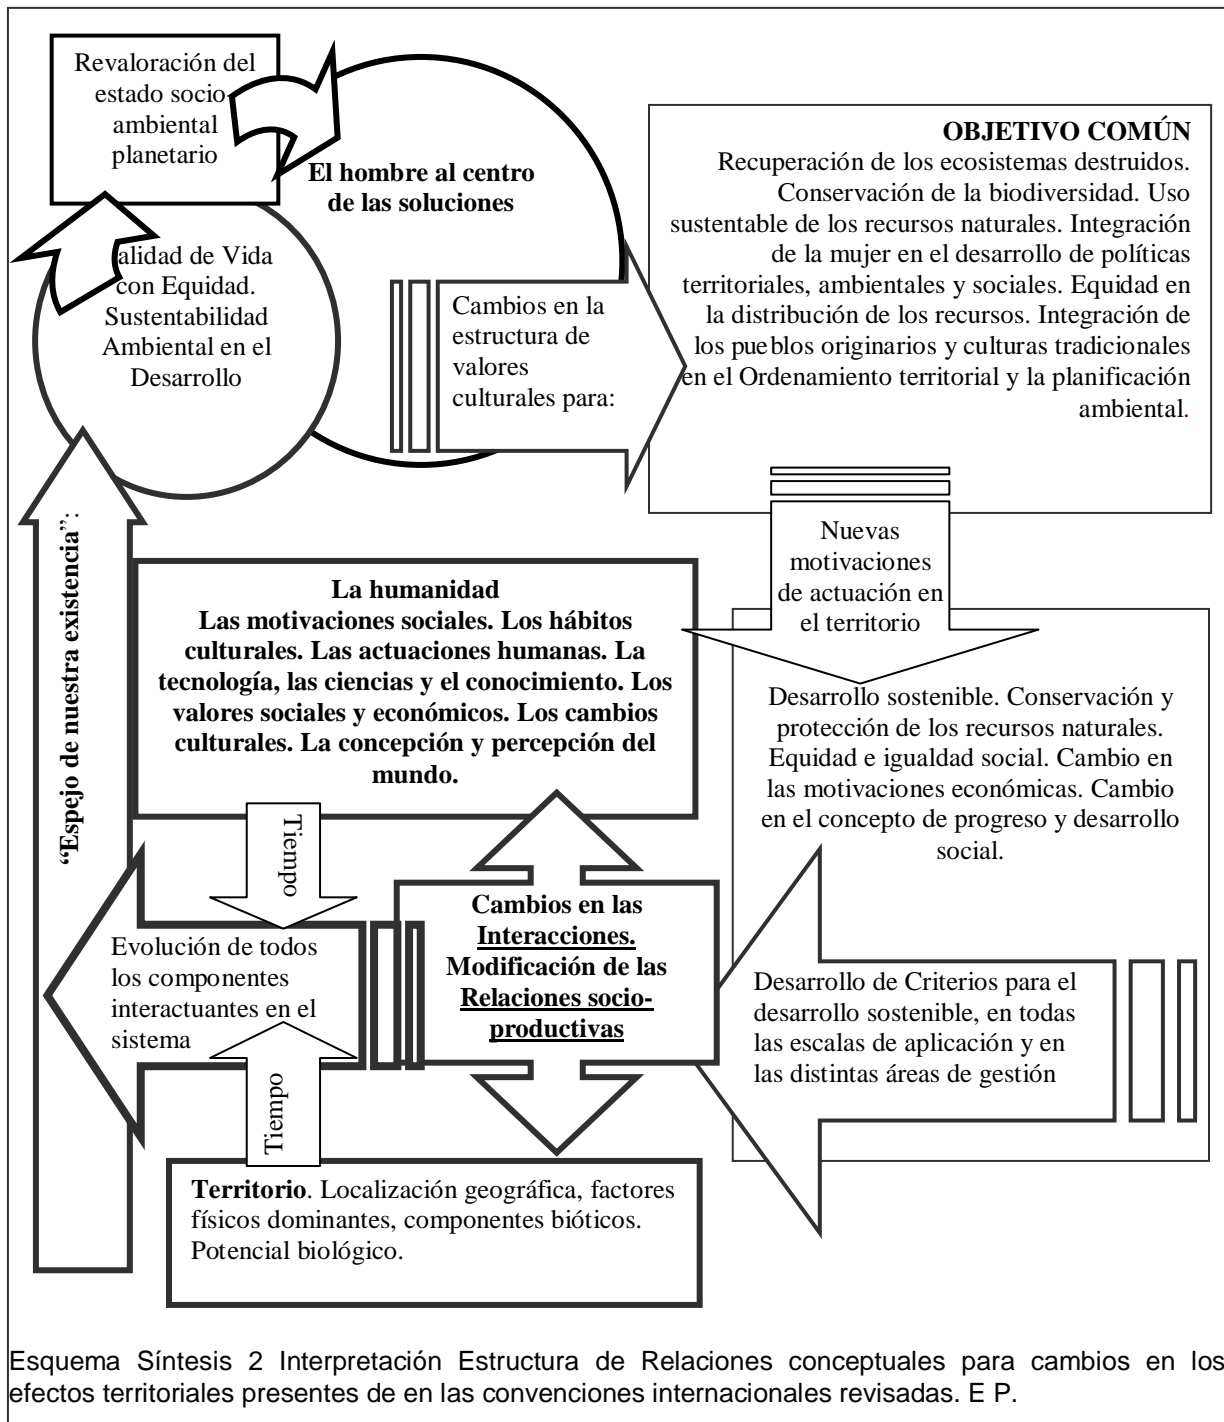 Revaloración del
estado socio-
ambiental
planetario
El hombre al centro
de las soluciones
alidad de Vida
con Equidad.
Sustentabilidad
Ambiental en el
Desarrollo
Cambios en la
estructura de
valores
culturales para:
OBJETIVO COMÚN
Recuperación de los ecosistemas destruidos.
Conservación de la biodiversidad. Uso
sustentable de los recursos naturales. Integración
de la mujer en el desarrollo de políticas
territoriales, ambientales y sociales. Equidad en
la distribución de los recursos. Integración de
los pueblos originarios y culturas tradicionales
en el Ordenamiento territorial y la planificación
ambiental.
Nuevas
motivaciones
de actuación en
el territorio
"Espejo de nuestra existencia":
La humanidad
Las motivaciones sociales. Los hábitos
culturales. Las actuaciones humanas. La
tecnología, las ciencias y el conocimiento. Los
valores sociales y económicos. Los cambios
culturales. La concepción y percepción del
mundo.
Desarrollo sostenible. Conservación y
protección de los recursos naturales.
Equidad e igualdad social. Cambio en
las motivaciones económicas. Cambio
en el concepto de progreso y desarrollo
social.
Tiempo
Cambios en las
Interacciones.
Modificación de las
Relaciones socio-
productivas
Evolución de todos
los componentes
interactuantes en el
sistema
Desarrollo de Criterios para el
desarrollo sostenible, en todas
las escalas de aplicación y en
las distintas áreas de gestión
Tiempo
Territorio. Localización geográfica, factores
físicos dominantes, componentes bióticos.
Potencial biológico.
Esquema Síntesis 2 Interpretación Estructura de Relaciones conceptuales para cambios en los
efectos territoriales presentes de en las convenciones internacionales revisadas. E P.